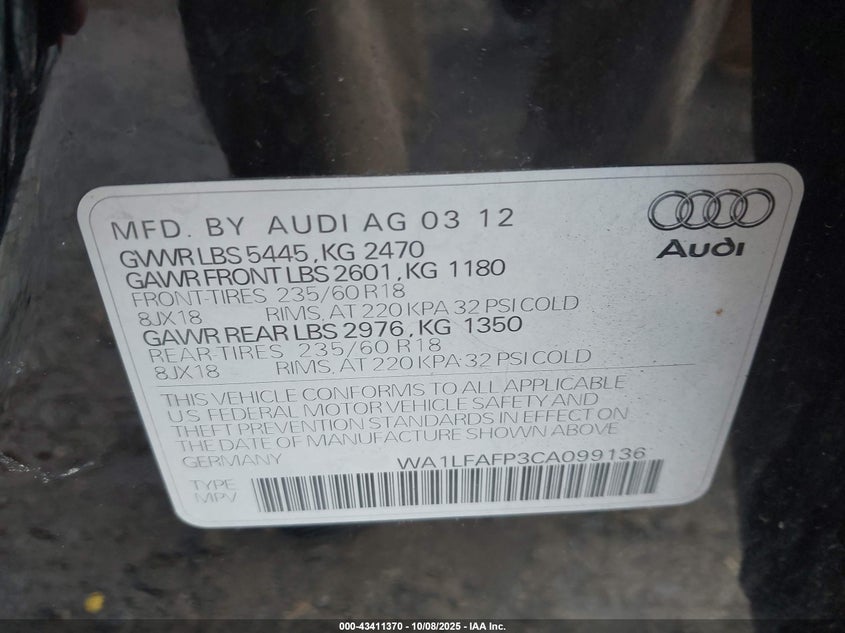 MFD. BY AUDI AG 03 12
GVWR LBS 5445, KG 2470
GAWR FRONT LBS 2601, KG 1180
FRONT-TIRES 235/60 R18
8JX18 RIMS, AT 220 KPA 32 PSI COLD
GAWR REAR LBS 2976, KG 1350
REAR-TIRES 235/60 R18
8JX18 RIMS, AT 220 KPA 32 PSI COLD
THIS VEHICLE CONFORMS TO ALL APPLICABLE
U.S. FEDERAL MOTOR VEHICLE SAFETY AND
THEFT PREVENTION STANDARDS IN EFFECT ON
THE DATE OF MANUFACTURE SHOWN ABOVE
GERMANY WA1LFAFP3CA099136
TYPE
MPV
Audi
000-43411370 - 10/08/2025 - IAA Inc.